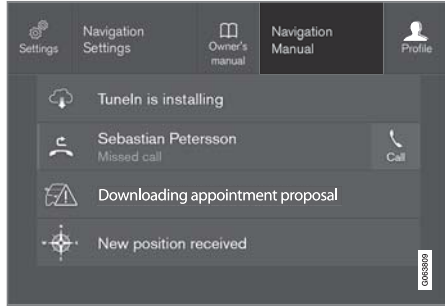 Settings
Navigation
Settings
Owner's
manual
Navigation
Manual
Profile
TuneIn is installing
Sebastian Petersson
Missed call
Call
Downloading appointment proposal
New position received
G063809